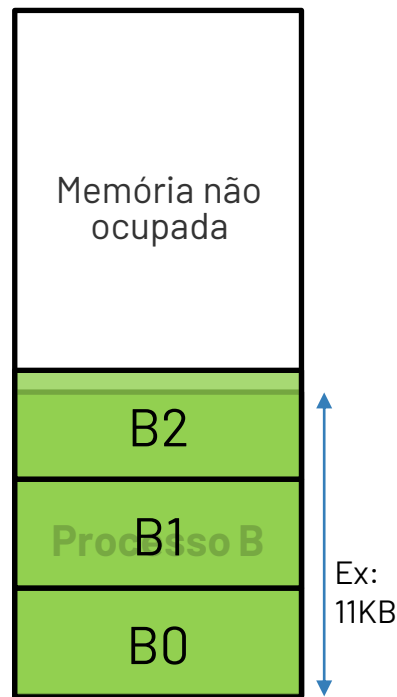 Memória não
ocupada
B2
Processo B
B1
Ex:
11KB
B0